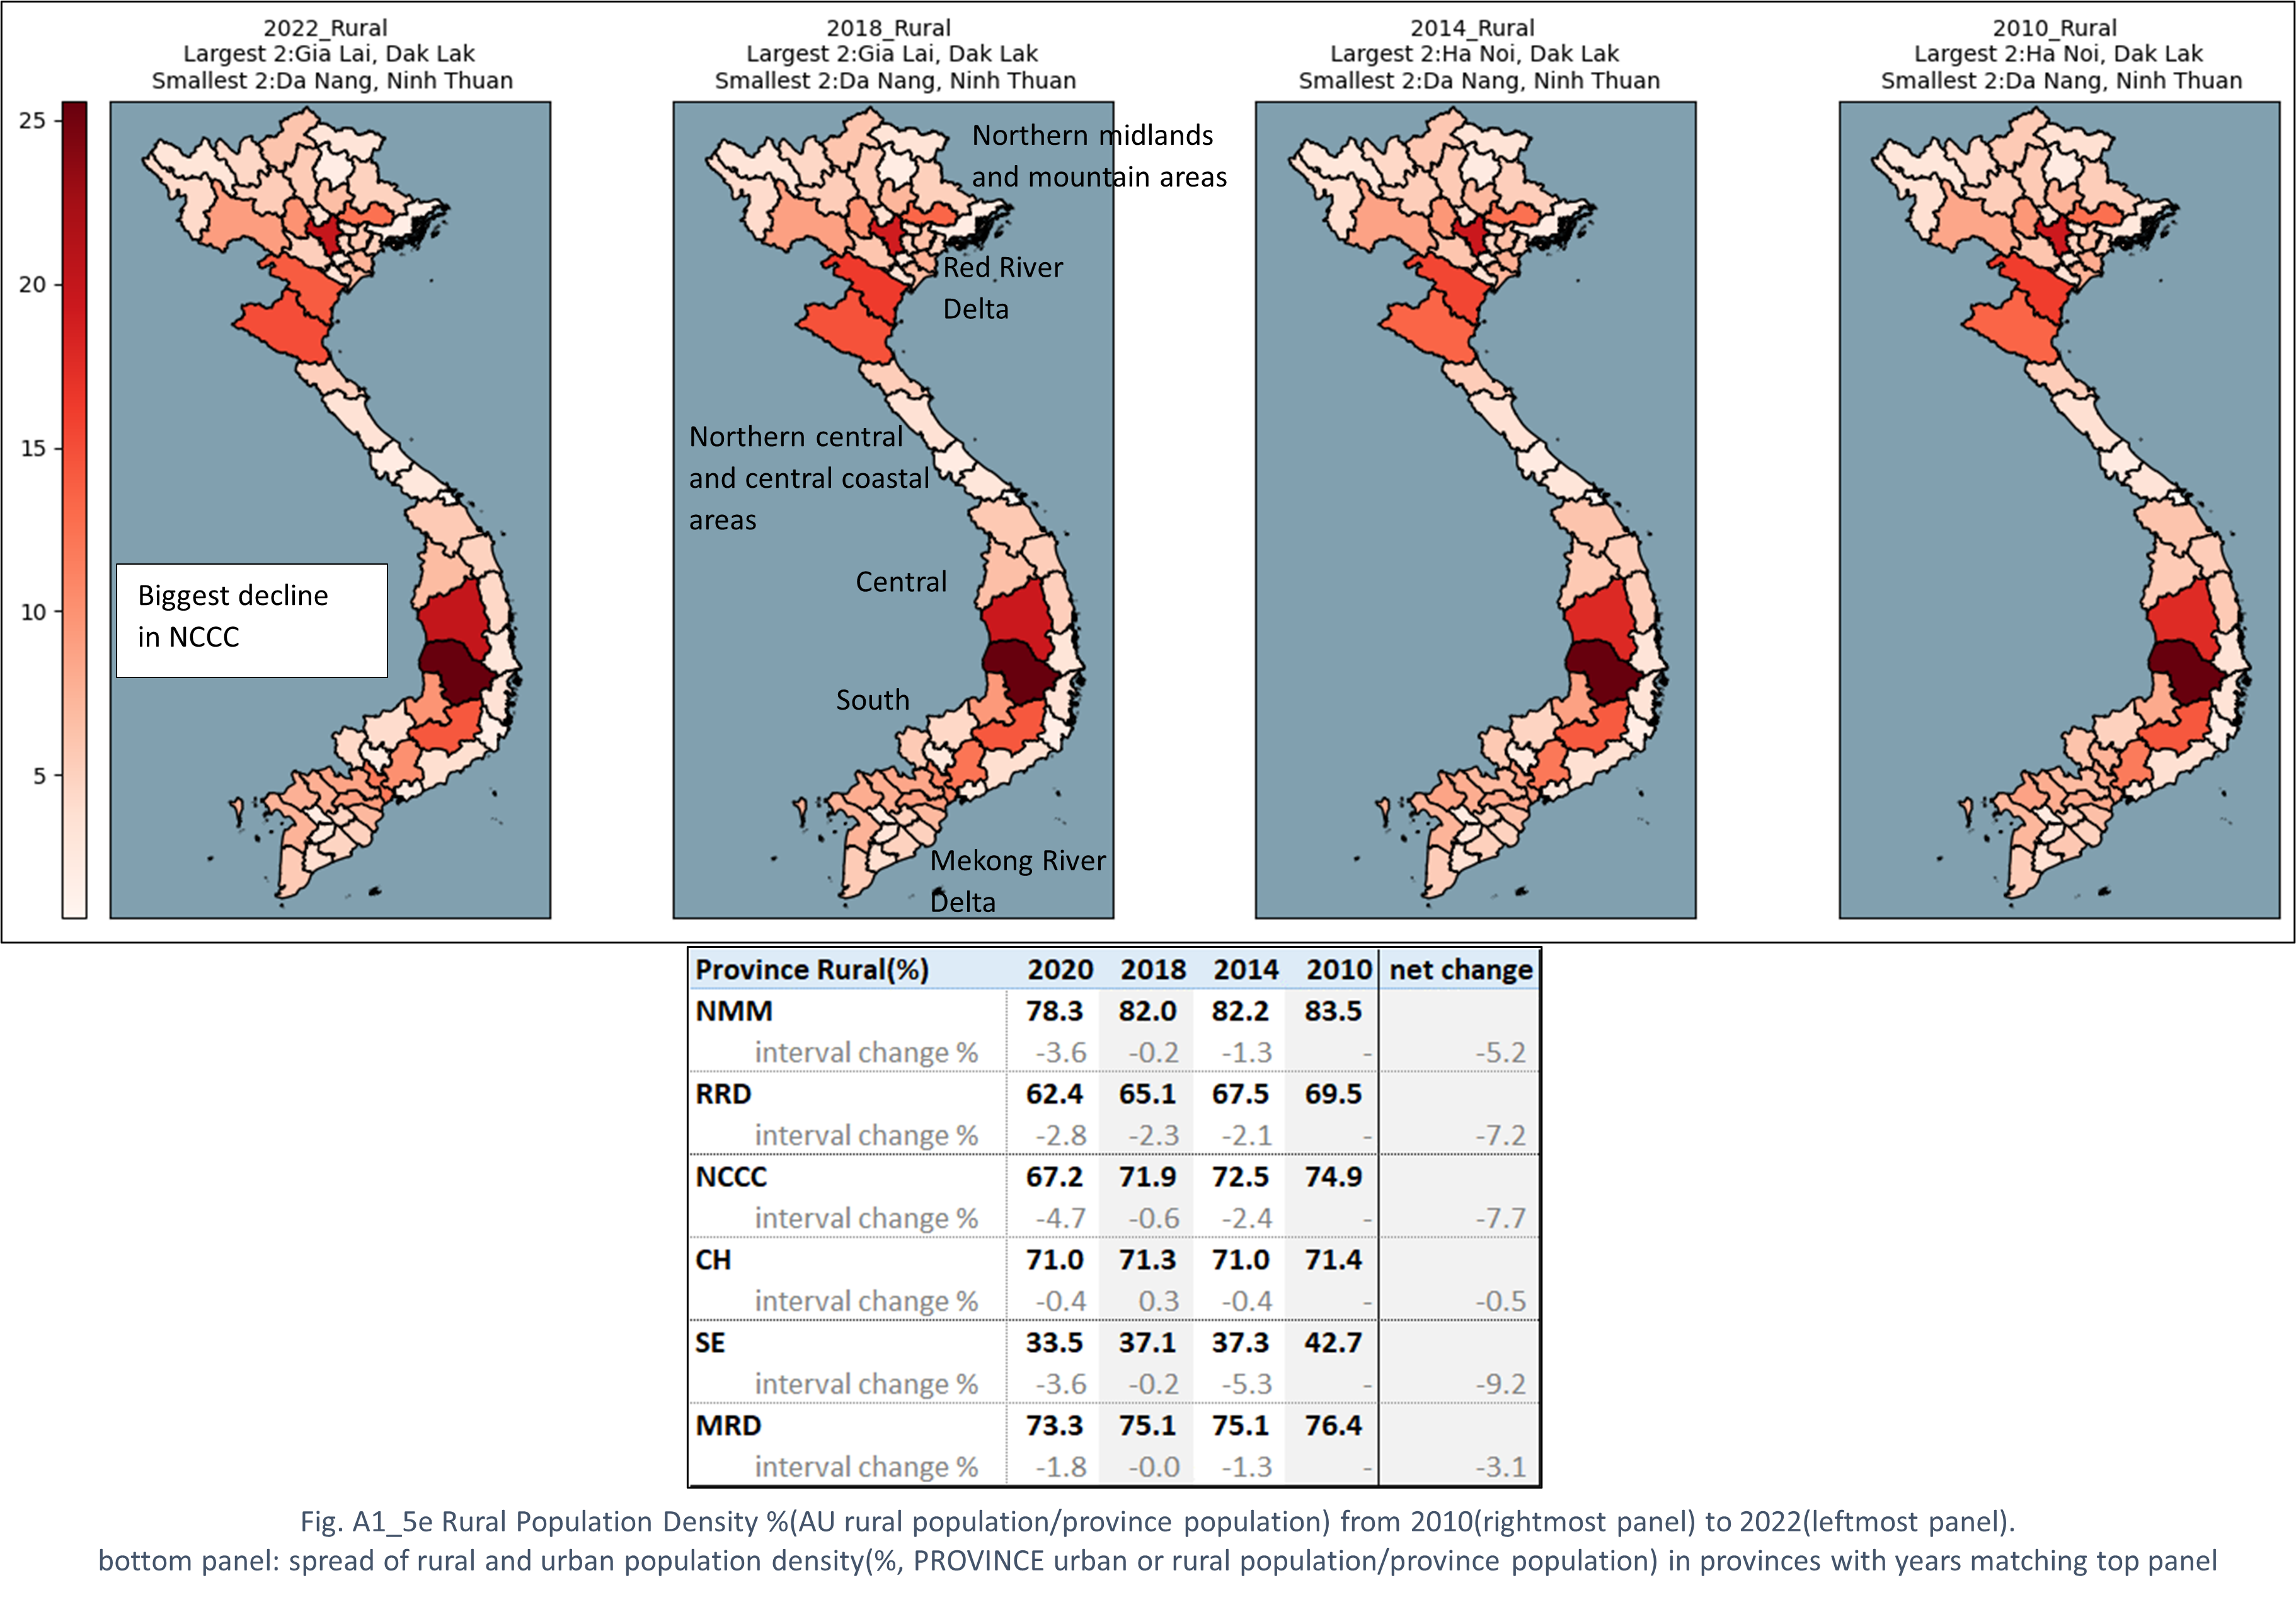 2022_Rural
Largest 2:Gia Lai, Dak Lak
Smallest 2:Da Nang, Ninh Thuan
2018_Rural
Largest 2:Gia Lai, Dak Lak
Smallest 2:Da Nang, Ninh Thuan
2014_Rural
Largest 2:Ha Noi, Dak Lak
Smallest 2:Da Nang, Ninh Thuan
2010_Rural
Largest 2:Ha Noi, Dak Lak
Smallest 2:Da Nang, Ninh Thuan
25
20
15
10
5
Biggest decline
in NCCC
Northern midlands
and mountain areas
Red River
Delta
Northern central
and central coastal
areas
Central
South
Mekong River
Delta
Province Rural(%) 2020 2018 2014 2010 net change
NMM 78.3 82.0 82.2 83.5
interval change % -3.6 -0.2 -1.3 - -5.2
RRD 62.4 65.1 67.5 69.5
interval change % -2.8 -2.3 -2.1 - -7.2
NCCC 67.2 71.9 72.5 74.9
interval change % -4.7 -0.6 -2.4 - -7.7
CH 71.0 71.3 71.0 71.4
interval change % -0.4 0.3 -0.4 - -0.5
SE 33.5 37.1 37.3 42.7
interval change % -3.6 -0.2 -5.3 - -9.2
MRD 73.3 75.1 75.1 76.4
interval change % -1.8 -0.0 -1.3 - -3.1
Fig. A1_5e Rural Population Density %(AU rural population/province population) from 2010(rightmost panel) to 2022(leftmost panel).
bottom panel: spread of rural and urban population density(%, PROVINCE urban or rural population/province population) in provinces with years matching top panel